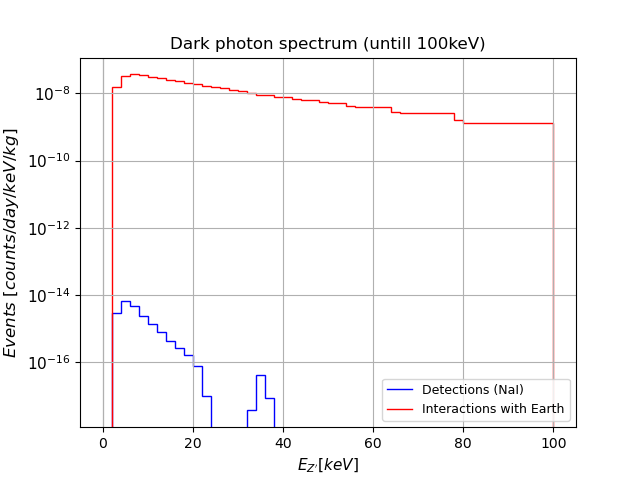 Dark photon spectrum (untill 100keV)
Events [counts/day/keV/kg]
10⁻⁸
10⁻¹⁰
10⁻¹²
10⁻¹⁴
10⁻¹⁶
Detections (NaI)
Interactions with Earth
0 20 40 60 80 100
E_{Z'}[keV]